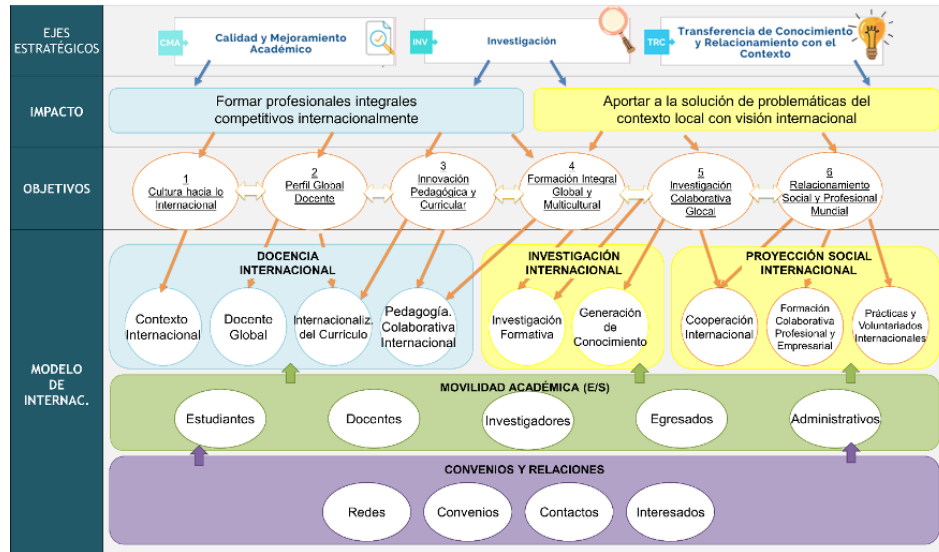 EJES
ESTRATÉGICOS
CMA
Calidad y Mejoramiento
Académico
INV
Investigación
TRC
Transferencia de Conocimiento
y Relacionamiento con el
Contexto
IMPACTO
Formar profesionales integrales
competitivos internacionalmente
Aportar a la solución de problemáticas del
contexto local con visión internacional
OBJETIVOS
1
Cultura hacia lo
Internacional
2
Perfil Global
Docente
3
Innovación
Pedagógica y
Curricular
4
Formación Integral
Global y
Multicultural
5
Investigación
Colaborativa
Glocal
6
Relacionamiento
Social y Profesional
Mundial
MODELO
DE
INTERNAC.
DOCENCIA
INTERNACIONAL
Contexto
Internacional
Docente
Global
Internacionaliz.
del Currículo
Pedagogía.
Colaborativa
Internacional
INVESTIGACIÓN
INTERNACIONAL
Investigación
Formativa
Generación
de
Conocimiento
PROYECCIÓN SOCIAL
INTERNACIONAL
Cooperación
Internacional
Formación
Colaborativa
Profesional y
Empresarial
Prácticas y
Voluntariados
Internacionales
MOVILIDAD ACADÉMICA (E/S)
Estudiantes
Docentes
Investigadores
Egresados
Administrativos
CONVENIOS Y RELACIONES
Redes
Convenios
Contactos
Interesados